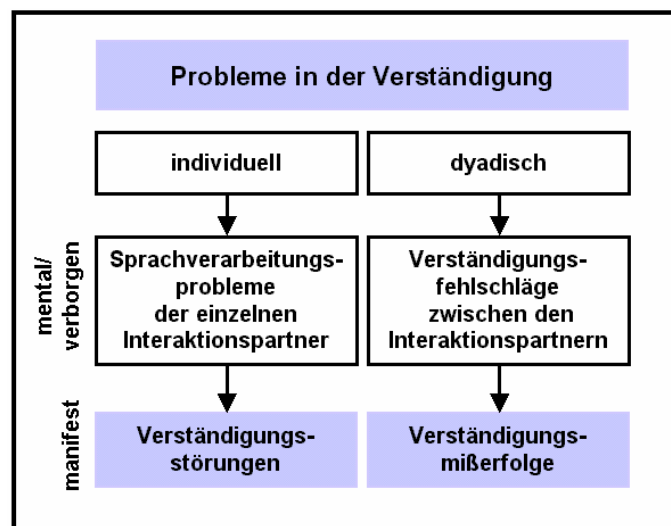 Probleme in der Verständigung
individuell
dyadisch
mental/
verborgen
Sprachverarbeitungs-
probleme
der einzelnen
Interaktionspartner
Verständigungs-
fehlschläge
zwischen den
Interaktionspartnern
manifest
Verständigungs-
störungen
Verständigungs-
mißerfolge